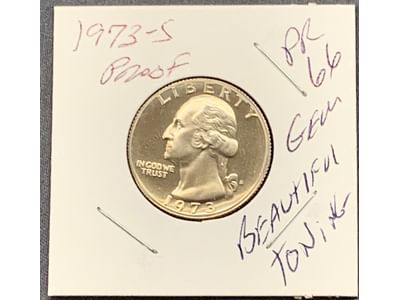 1973-S
Proof
PR
66
GEM
BEAUTIFUL
TONING
LIBERTY
IN GOD WE
TRUST
S
1973